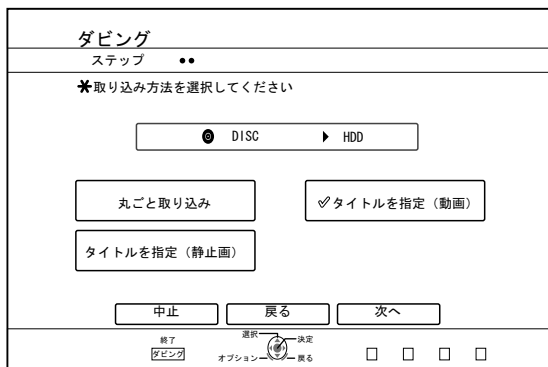 ダビング
ステップ ••
✱取り込み方法を選択してください
DISC ▶ HDD
丸ごと取り込み
✓タイトルを指定（動画）
タイトルを指定（静止画）
中止 戻る 次へ
終了
ダビング
選択
決定
オプション
戻る